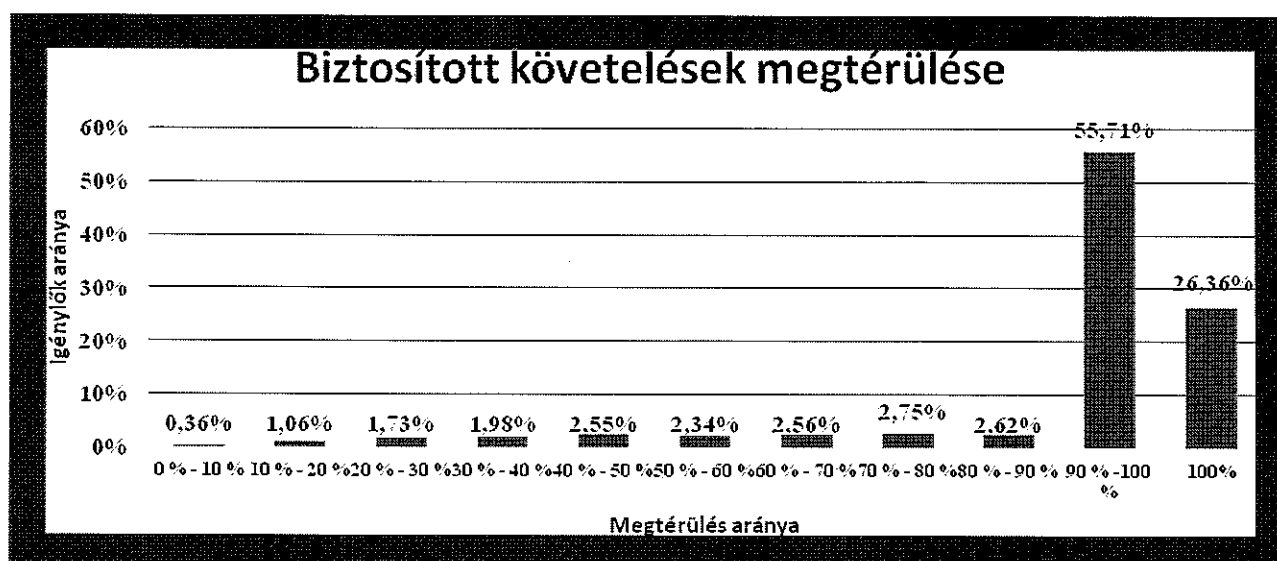 Biztosított követelések megtérülése
Igénylők aránya
60%
50%
40%
30%
20%
10%
0%
0,36% 1,06% 1,73% 1,98% 2,55% 2,34% 2,56% 2,75% 2,62% 55,71% 26,36%
0 % - 10 % 10 % - 20 % 20 % - 30 % 30 % - 40 % 40 % - 50 % 50 % - 60 % 60 % - 70 % 70 % - 80 % 80 % - 90 % 90 % -100 % 100%
Megtérülés aránya